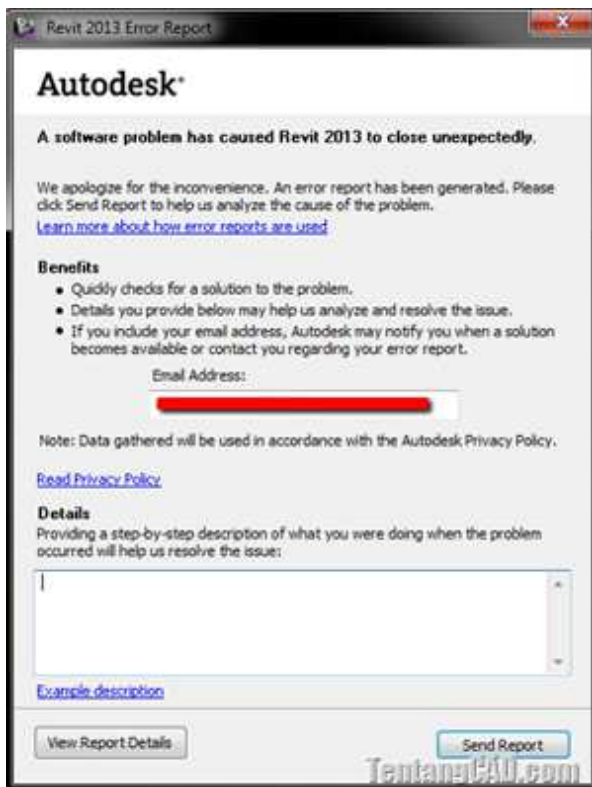 Revit 2013 Error Report
Autodesk
A software problem has caused Revit 2013 to close unexpectedly.
We apologize for the inconvenience. An error report has been generated. Please
click Send Report to help us analyze the cause of the problem.
Learn more about how error reports are used
Benefits
• Quickly checks for a solution to the problem.
• Details you provide below may help us analyze and resolve the issue.
• If you include your email address, Autodesk may notify you when a solution
becomes available or contact you regarding your error report.
Email Address:
Note: Data gathered will be used in accordance with the Autodesk Privacy Policy.
Read Privacy Policy
Details
Providing a step-by-step description of what you were doing when the problem
occurred will help us resolve the issue:
Example description
View Report Details
Send Report
TentangCAD.com